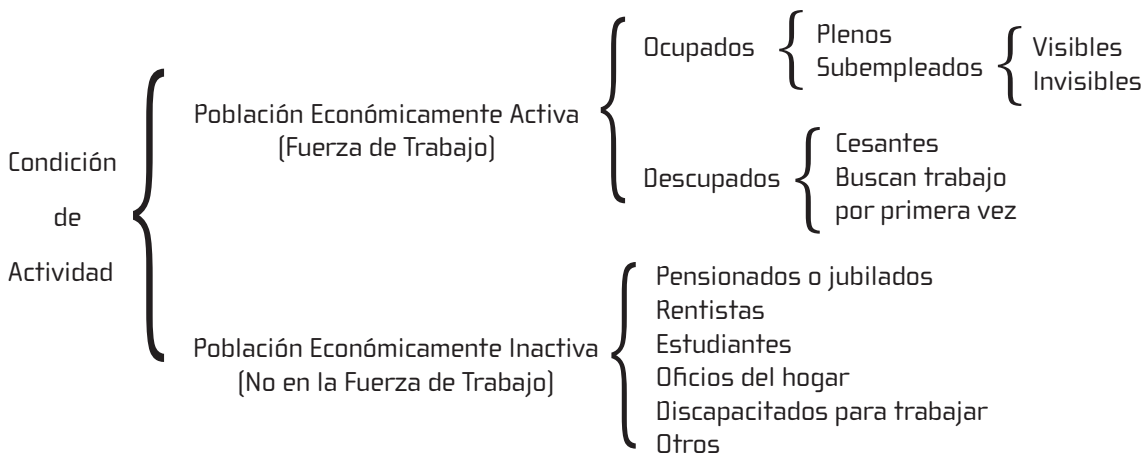 Condición
de
Actividad
Población Económicamente Activa
(Fuerza de Trabajo)
Ocupados
Plenos
Subempleados
Visibles
Invisibles
Descupados
Cesantes
Buscan trabajo
por primera vez
Población Económicamente Inactiva
(No en la Fuerza de Trabajo)
Pensionados o jubilados
Rentistas
Estudiantes
Oficios del hogar
Discapacitados para trabajar
Otros